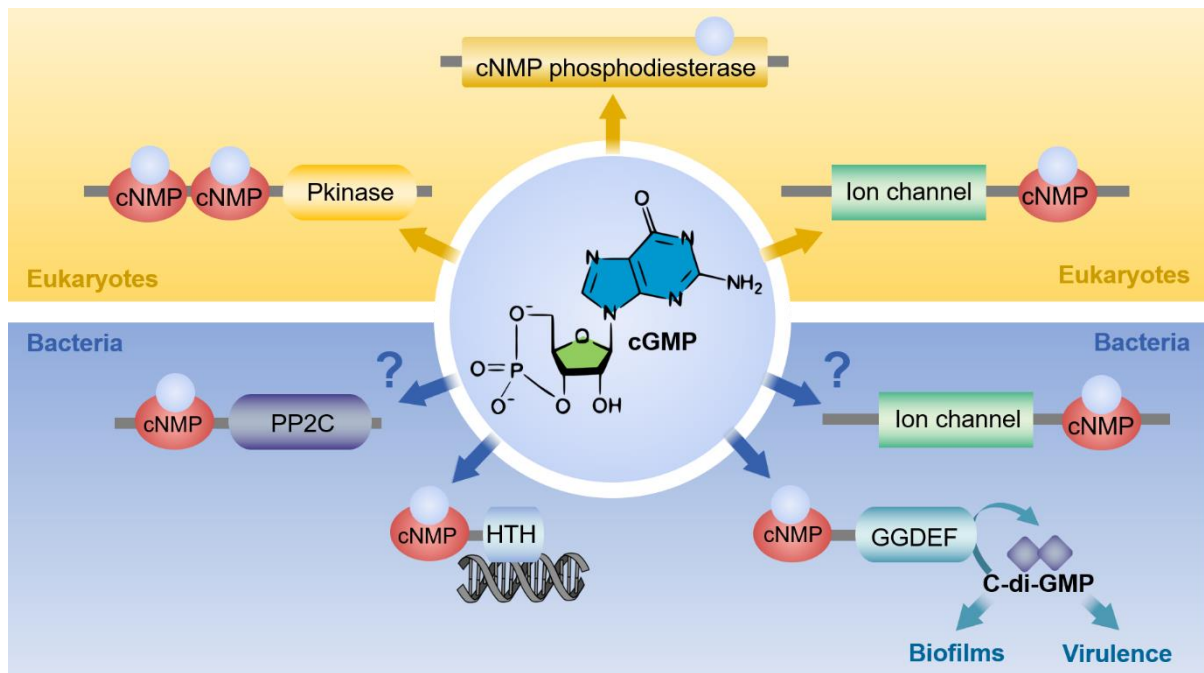 cNMP phosphodiesterase
cNMP
cNMP
Pkinase
Ion channel
cNMP
Eukaryotes
Eukaryotes
O
N
N
N
N
NH2
O-
O
O
P
O
O-
O
OH
cGMP
Bacteria
Bacteria
?
?
cNMP
PP2C
Ion channel
cNMP
cNMP
HTH
cNMP
GGDEF
C-di-GMP
Biofilms
Virulence